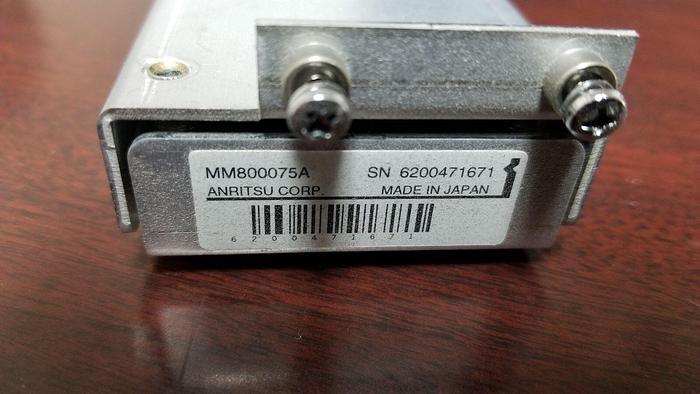 MM800075A SN 6200471671
ANRITSU CORP. MADE IN JAPAN
6200471671